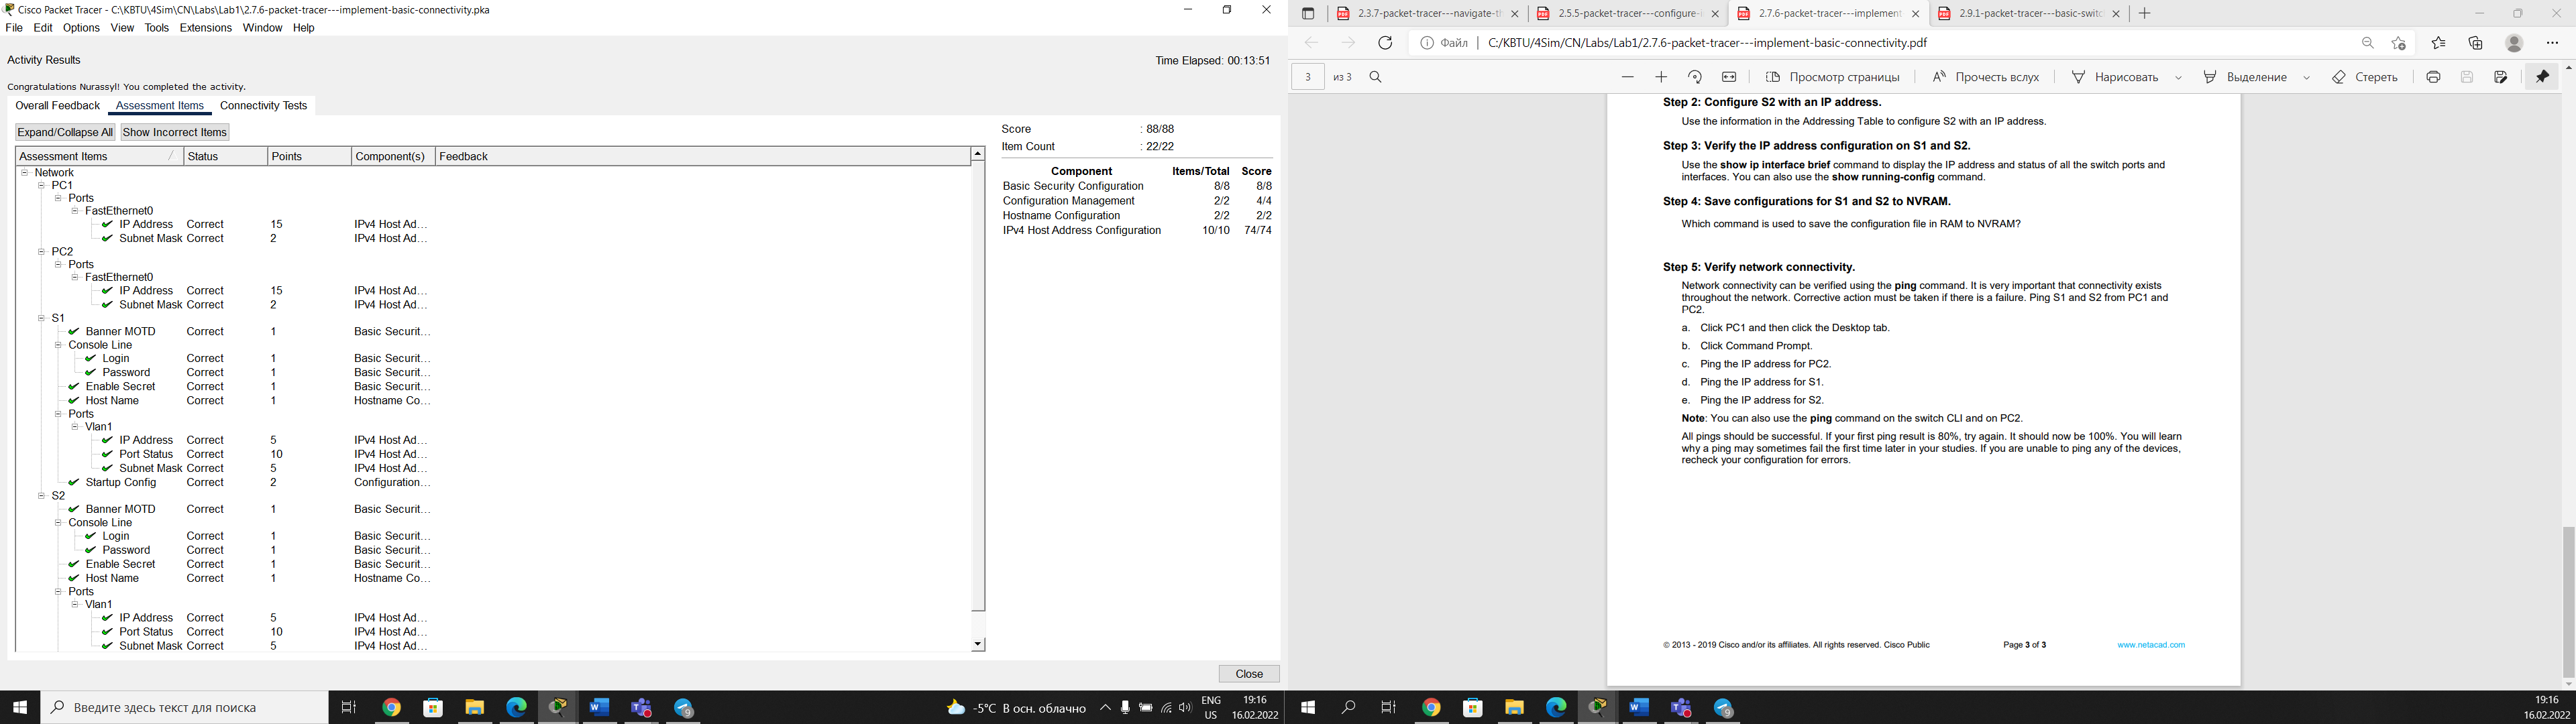 Cisco Packet Tracer - C:\KBTU\4Sim\CN\Labs\Lab1\2.7.6-packet-tracer---implement-basic-connectivity.pka
File Edit Options View Tools Extensions Window Help
Activity Results
Time Elapsed: 00:13:51
Congratulations Nurassyl! You completed the activity.
Overall Feedback Assessment Items Connectivity Tests
Expand/Collapse All Show Incorrect Items
Assessment Items Status Points Component(s) Feedback
Network
PC1
Ports
FastEthernet0
IP Address Correct 15 IPv4 Host Ad...
Subnet Mask Correct 2 IPv4 Host Ad...
PC2
Ports
FastEthernet0
IP Address Correct 15 IPv4 Host Ad...
Subnet Mask Correct 2 IPv4 Host Ad...
S1
Banner MOTD Correct 1 Basic Securit...
Console Line
Login Correct 1 Basic Securit...
Password Correct 1 Basic Securit...
Enable Secret Correct 1 Basic Securit...
Host Name Correct 1 Hostname Co...
Ports
Vlan1
IP Address Correct 5 IPv4 Host Ad...
Port Status Correct 10 IPv4 Host Ad...
Subnet Mask Correct 5 IPv4 Host Ad...
Startup Config Correct 2 Configuration...
S2
Banner MOTD Correct 1 Basic Securit...
Console Line
Login Correct 1 Basic Securit...
Password Correct 1 Basic Securit...
Enable Secret Correct 1 Basic Securit...
Host Name Correct 1 Hostname Co...
Ports
Vlan1
IP Address Correct 5 IPv4 Host Ad...
Port Status Correct 10 IPv4 Host Ad...
Subnet Mask Correct 5 IPv4 Host Ad...
Score : 88/88
Item Count : 22/22
Component Items/Total Score
Basic Security Configuration 8/8 8/8
Configuration Management 2/2 4/4
Hostname Configuration 2/2 2/2
IPv4 Host Address Configuration 10/10 74/74
Close
Введите здесь текст для поиска
9
-5°C В осн. облачно
ENG
US
19:16
16.02.2022
2.3.7-packet-tracer---navigate-th
2.5.5-packet-tracer---configure-i
2.7.6-packet-tracer---implement
2.9.1-packet-tracer---basic-switc
Файл C:/KBTU/4Sim/CN/Labs/Lab1/2.7.6-packet-tracer---implement-basic-connectivity.pdf
3 из 3 Просмотр страницы Прочесть вслух Нарисовать Выделение Стереть
Step 2: Configure S2 with an IP address.
Use the information in the Addressing Table to configure S2 with an IP address.
Step 3: Verify the IP address configuration on S1 and S2.
Use the show ip interface brief command to display the IP address and status of all the switch ports and
interfaces. You can also use the show running-config command.
Step 4: Save configurations for S1 and S2 to NVRAM.
Which command is used to save the configuration file in RAM to NVRAM?
Step 5: Verify network connectivity.
Network connectivity can be verified using the ping command. It is very important that connectivity exists
throughout the network. Corrective action must be taken if there is a failure. Ping S1 and S2 from PC1 and
PC2.
a. Click PC1 and then click the Desktop tab.
b. Click Command Prompt.
c. Ping the IP address for PC2.
d. Ping the IP address for S1.
e. Ping the IP address for S2.
Note: You can also use the ping command on the switch CLI and on PC2.
All pings should be successful. If your first ping result is 80%, try again. It should now be 100%. You will learn
why a ping may sometimes fail the first time later in your studies. If you are unable to ping any of the devices,
recheck your configuration for errors.
© 2013 - 2019 Cisco and/or its affiliates. All rights reserved. Cisco Public Page 3 of 3 www.netacad.com
9
19:16
16.02.2022